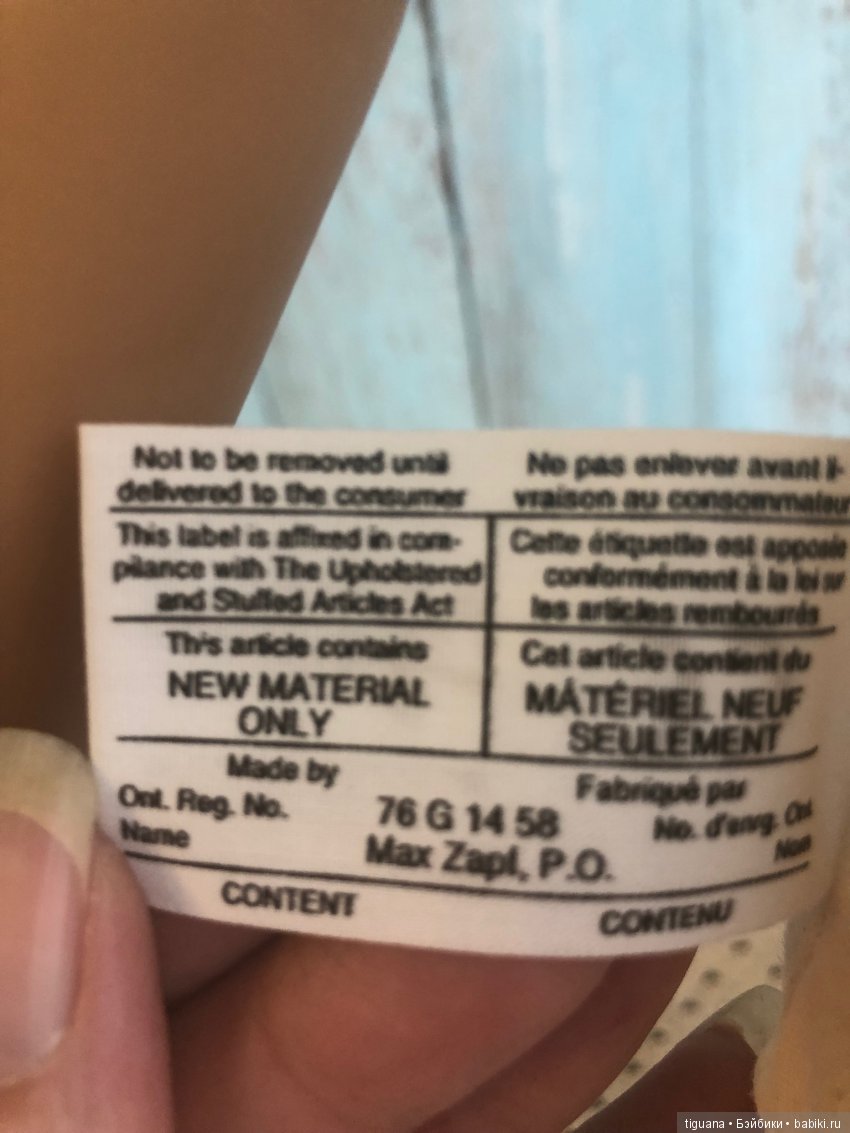 Not to be removed until
delivered to the consumer
Ne pas enlever avant li-
vraison au consommateur
This label is affixed in com-
pliance with The Upholstered
and Stuffed Articles Act
Cette étiquette est apposée
conformément à la loi sur
les articles rembourrés
This article contains
NEW MATERIAL
ONLY
Cet article contient du
MÁTÉRIEL NEUF
SEULEMENT
Made by
Fabriqué par
Ont. Reg. No.
76 G 14 58
No. d'enrg. Ont
Name
Max Zapf, P.O.
Nom
CONTENT
CONTENU
tiguana • Бэйбики • babiki.ru